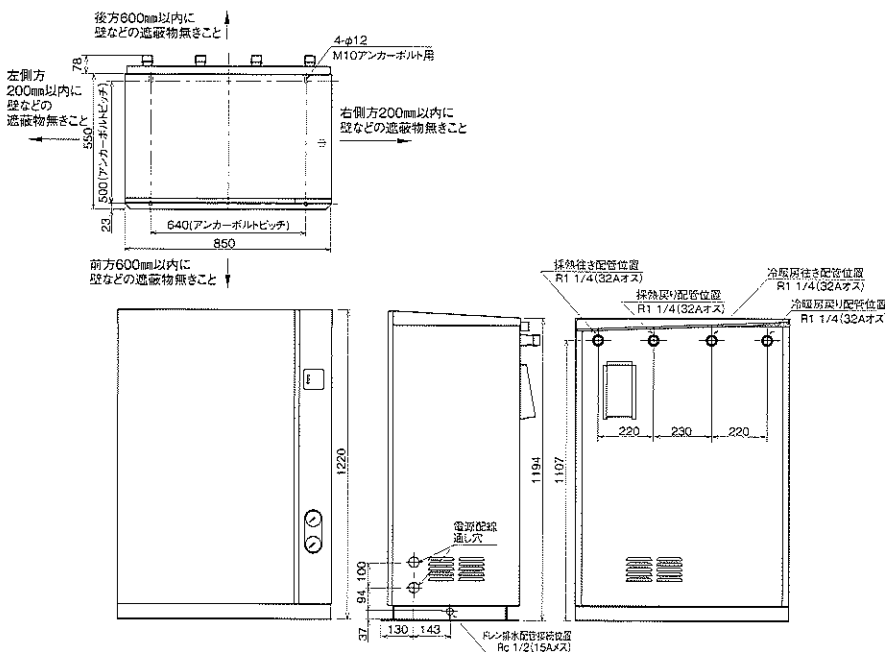 後方600mm以内に
壁などの遮蔽物無きこと
4-φ12
M10アンカーボルト用
78
左側方
200mm以内に
壁などの
遮蔽物無きこと
右側方200mm以内に
壁などの遮蔽物無きこと
550
500(アンカーボルトピッチ)
23
640(アンカーボルトピッチ)
850
前方600mm以内に
壁などの遮蔽物無きこと
採熱往き配管位置
R1 1/4(32Aオス)
採熱戻り配管位置
R1 1/4(32Aオス)
冷暖房往き配管位置
R1 1/4(32Aオス)
冷暖房戻り配管位置
R1 1/4(32Aオス)
1220
1194
1107
220
230
220
電源配線
通し穴
100
94
37
130
143
ドレン排水配管接続位置
Rc 1/2(15Aメス)